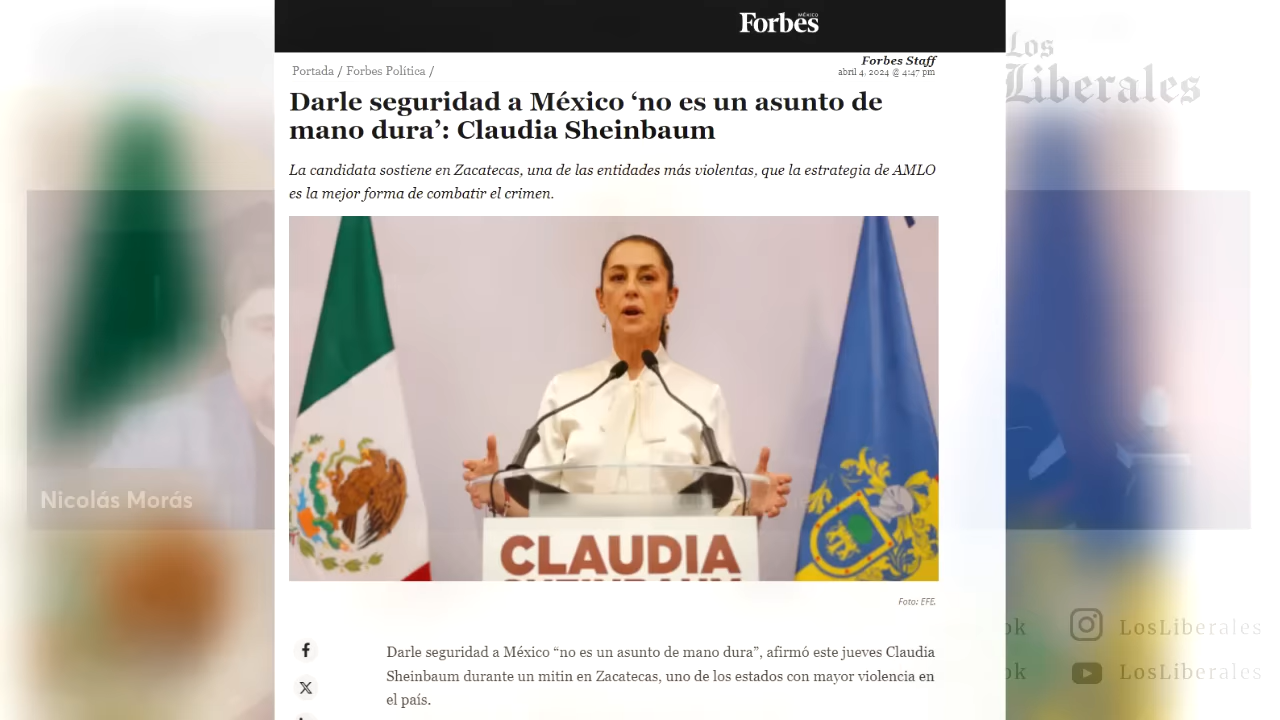 Forbes
MÉXICO
Los
Liberales
Forbes Staff
abril 4, 2024 @ 4:47 pm
Portada / Forbes Política /
Darle seguridad a México ‘no es un asunto de
mano dura’: Claudia Sheinbaum
La candidata sostiene en Zacatecas, una de las entidades más violentas, que la estrategia de AMLO
es la mejor forma de combatir el crimen.
Nicolás Morás
CLAUDIA
SHEINBAUM
Foto: EFE.
ok
LosLiberales
ok
LosLiberales
Darle seguridad a México “no es un asunto de mano dura”, afirmó este jueves Claudia
Sheinbaum durante un mitin en Zacatecas, uno de los estados con mayor violencia en
el país.